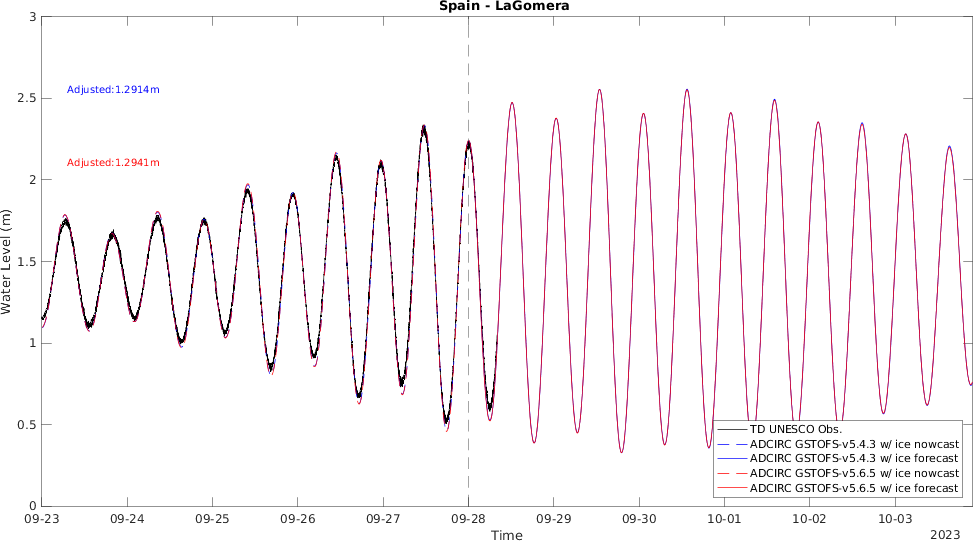 Spain - LaGomera
3
2.5
2
1.5
1
0.5
0
Water Level (m)
Adjusted:1.2914m
Adjusted:1.2941m
TD UNESCO Obs.
ADCIRC GSTOFS-v5.4.3 w/ ice nowcast
ADCIRC GSTOFS-v5.4.3 w/ ice forecast
ADCIRC GSTOFS-v5.6.5 w/ ice nowcast
ADCIRC GSTOFS-v5.6.5 w/ ice forecast
09-23 09-24 09-25 09-26 09-27 09-28 09-29 09-30 10-01 10-02 10-03
Time
2023